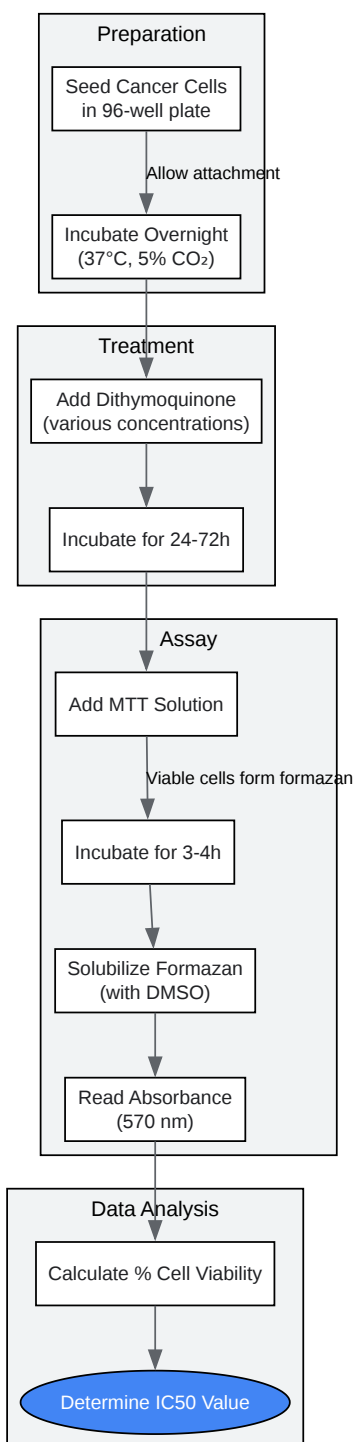 Preparation
Seed Cancer Cells
in 96-well plate
Allow attachment
Incubate Overnight
(37°C, 5% CO₂)
Treatment
Add Dithymoquinone
(various concentrations)
Incubate for 24-72h
Assay
Add MTT Solution
Viable cells form formazan
Incubate for 3-4h
Solubilize Formazan
(with DMSO)
Read Absorbance
(570 nm)
Data Analysis
Calculate % Cell Viability
Determine IC50 Value